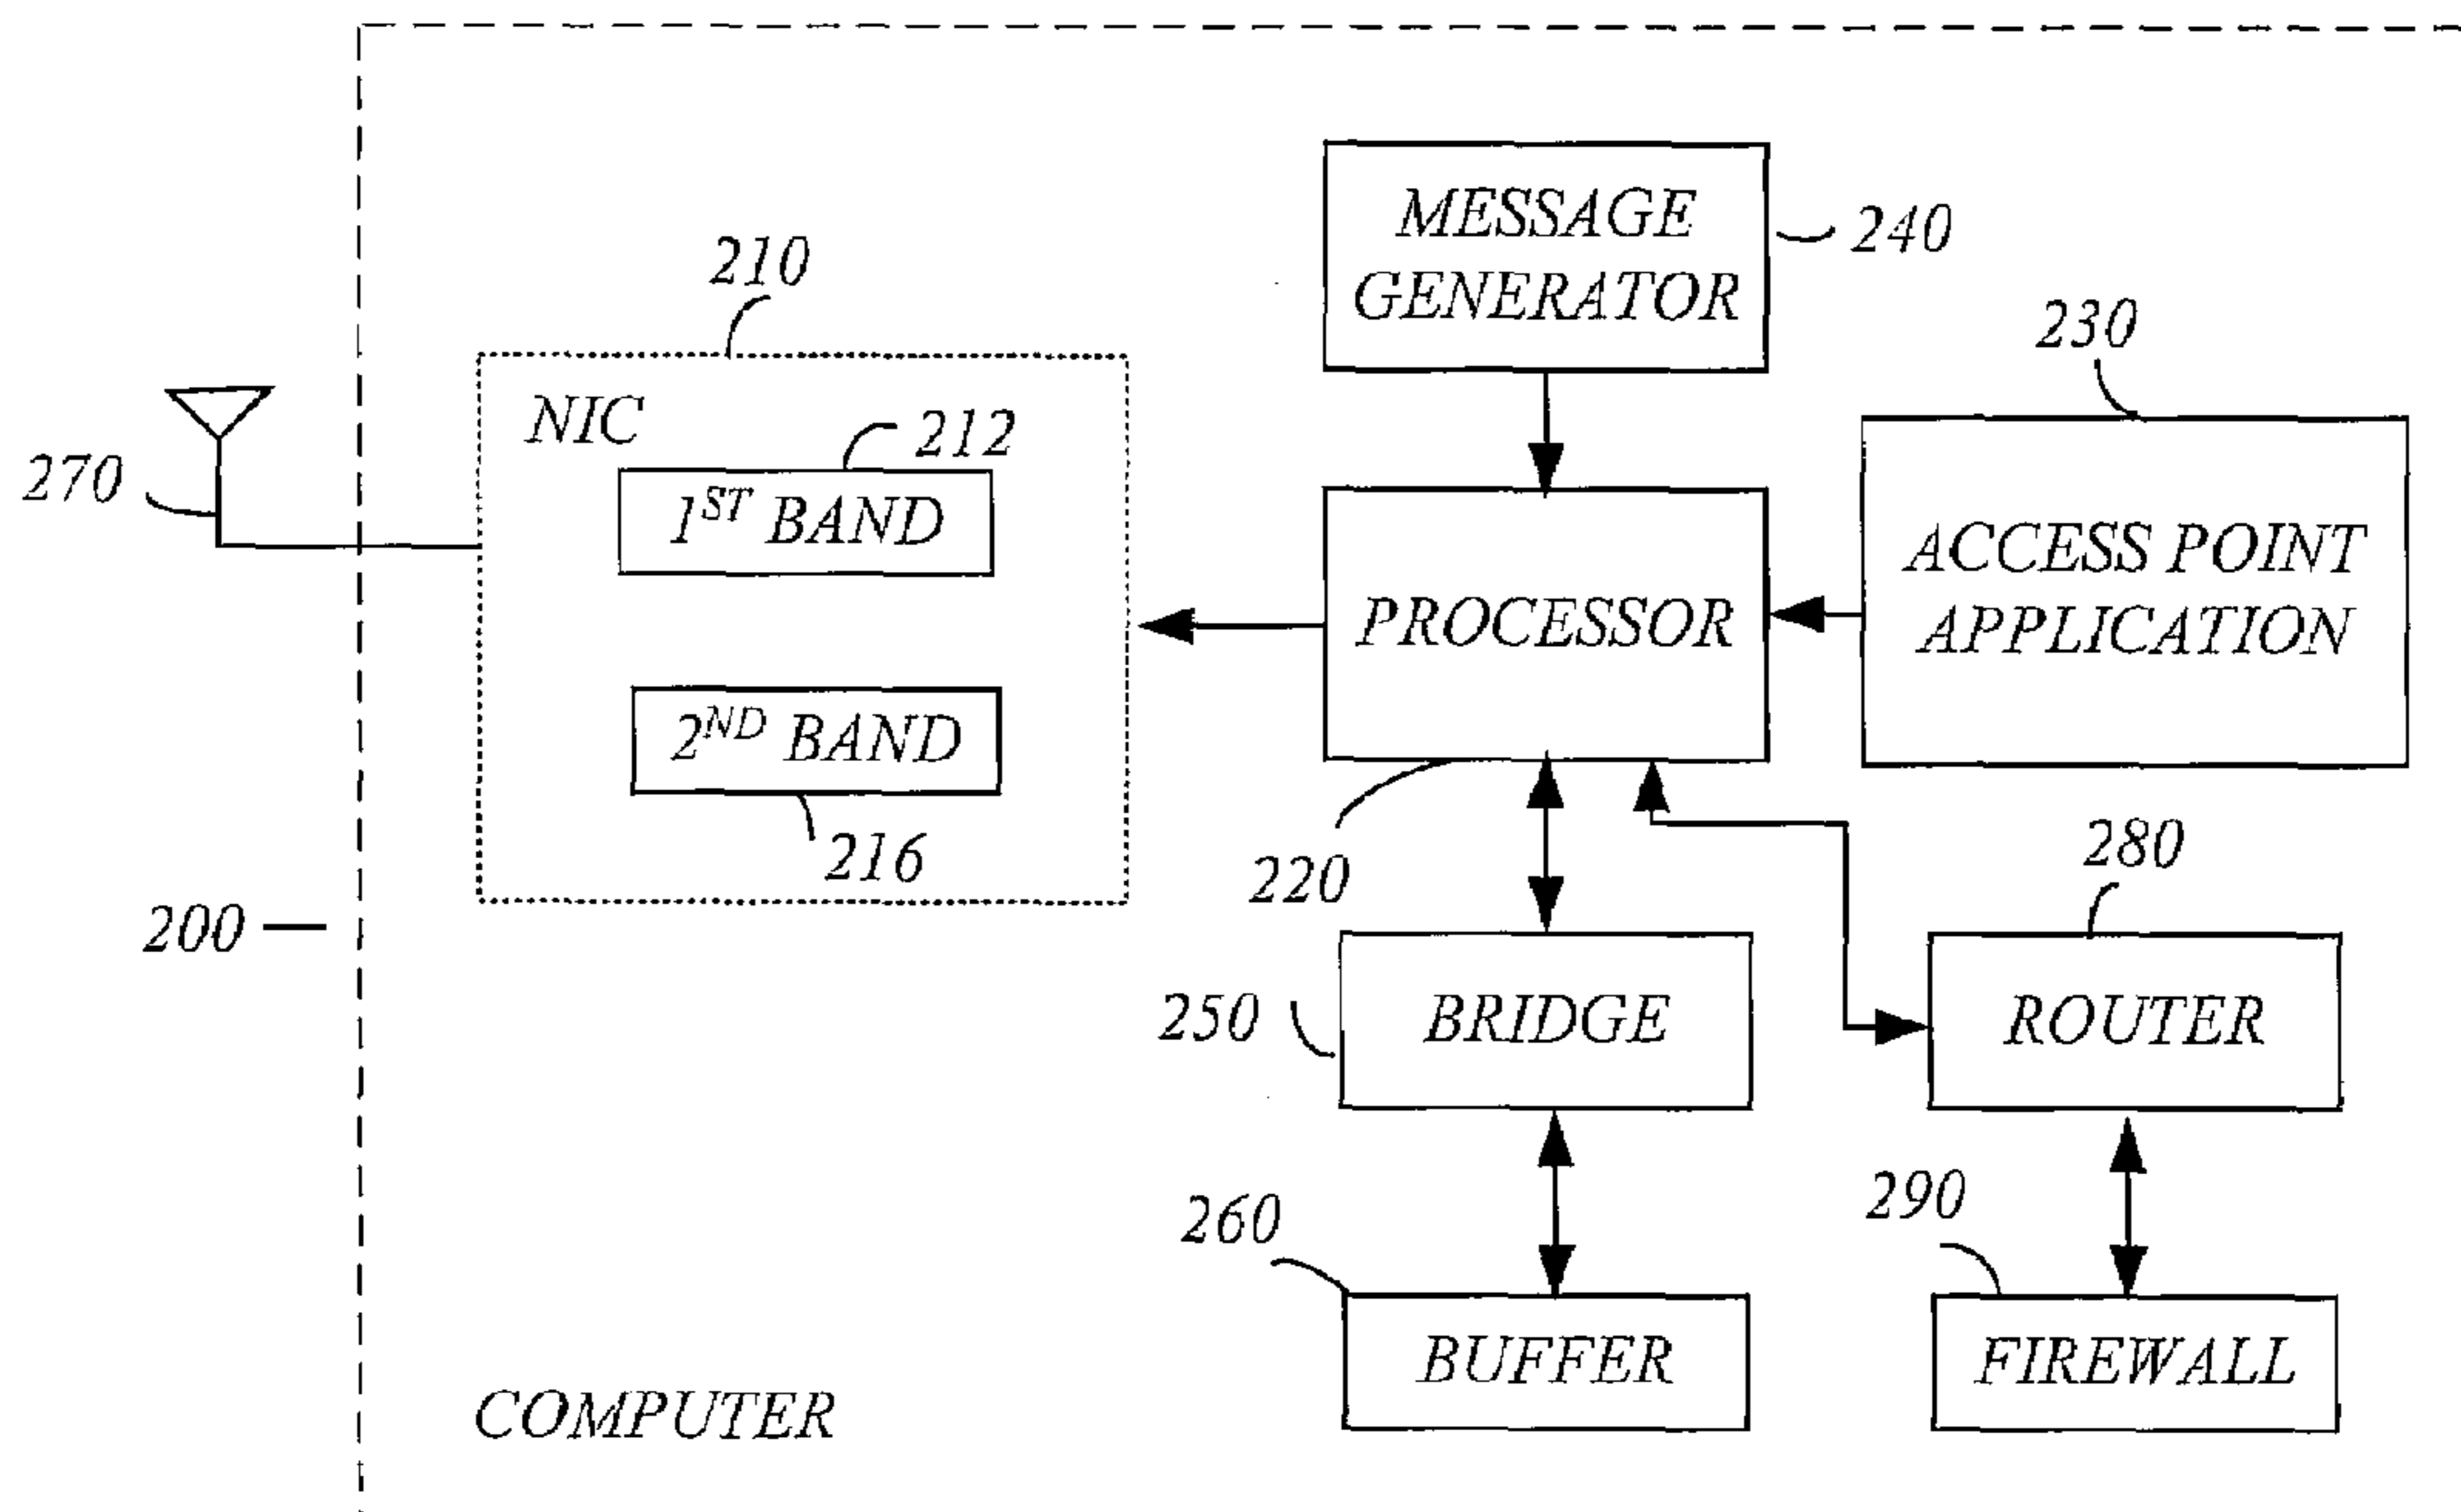 MESSAGE
GENERATOR
240
210
230
NIC
212
270
1ST BAND
ACCESS POINT
APPLICATION
PROCESSOR
2ND BAND
216
220
280
200
250
BRIDGE
ROUTER
260
290
BUFFER
FIREWALL
COMPUTER